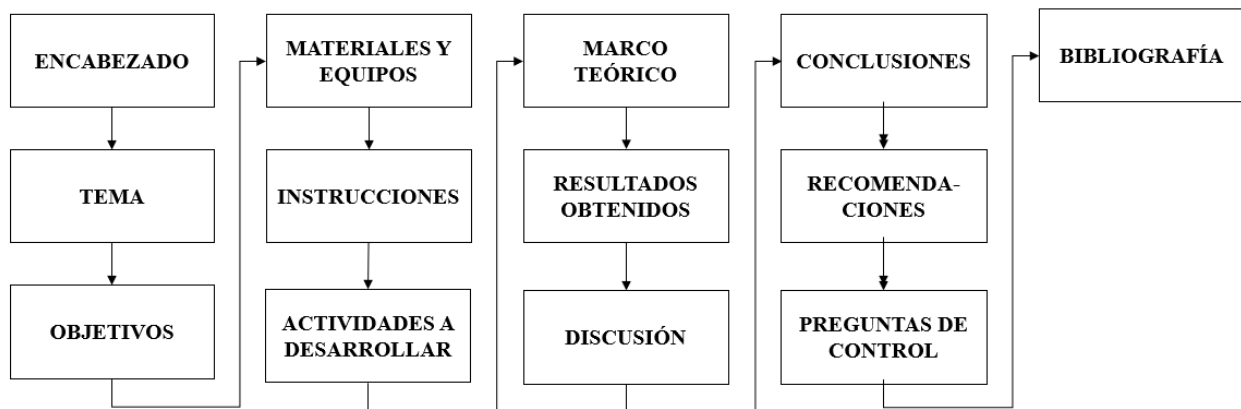 ENCABEZADO
TEMA
OBJETIVOS
MATERIALES Y
EQUIPOS
INSTRUCCIONES
ACTIVIDADES A
DESARROLLAR
MARCO
TEÓRICO
RESULTADOS
OBTENIDOS
DISCUSIÓN
CONCLUSIONES
RECOMENDA-
CIONES
PREGUNTAS DE
CONTROL
BIBLIOGRAFÍA